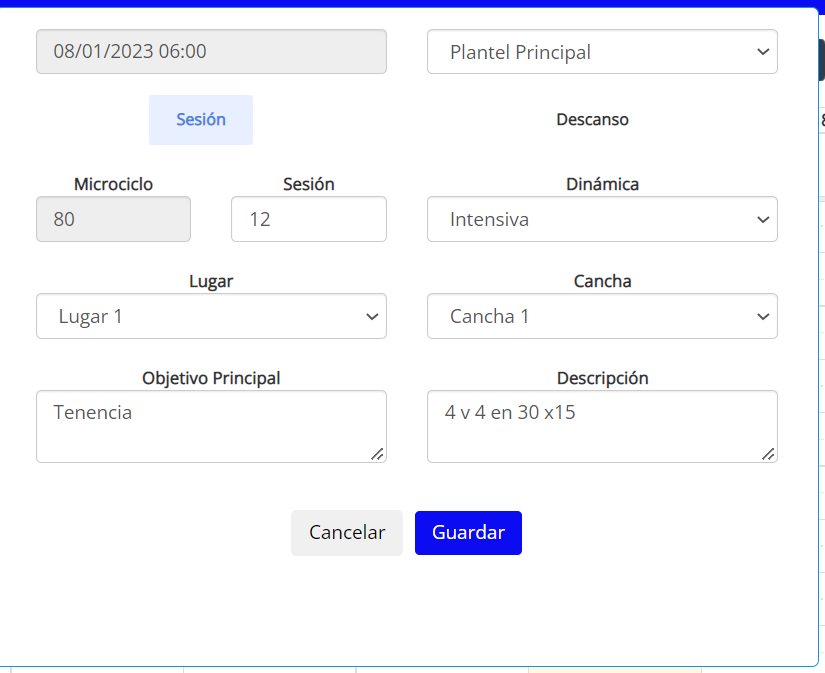 08/01/2023 06:00
Plantel Principal
Sesión
Descanso
Microciclo
Sesión
Dinámica
80
12
Intensiva
Lugar
Cancha
Lugar 1
Cancha 1
Objetivo Principal
Descripción
Tenencia
4 v 4 en 30 x15
Cancelar
Guardar